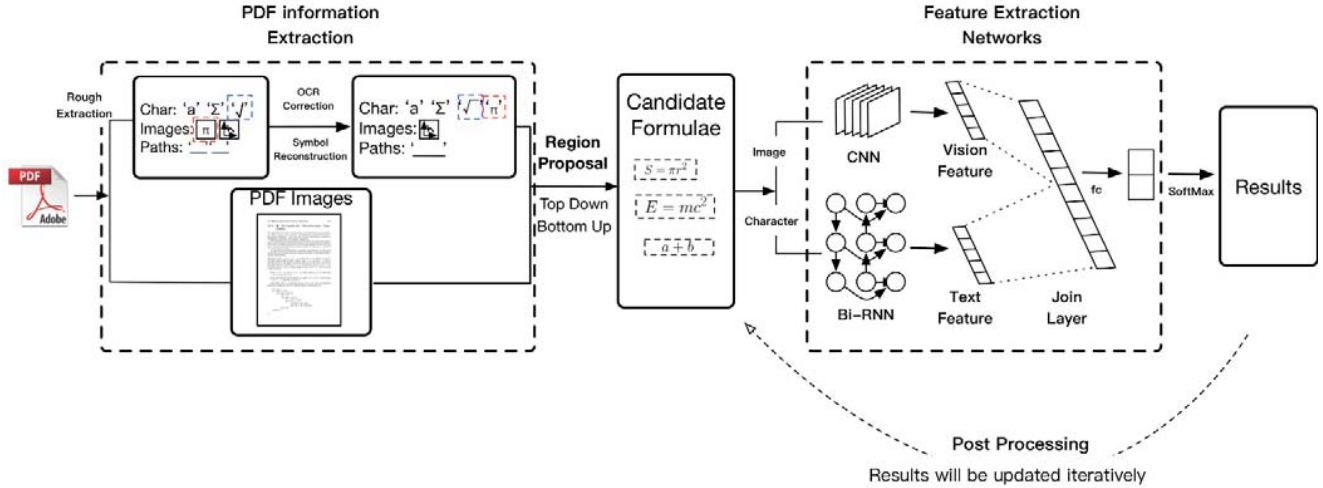 PDF information
Extraction
Feature Extraction
Networks
Rough
Extraction
Char: 'a' 'Σ' '√'
Images: π
Paths: '__' '__'
OCR
Correction
Symbol
Reconstruction
Char: 'a' 'Σ' '√‾' 'π'
Images:
Paths: '____'
PDF
Adobe
PDF Images
Region
Proposal
Top Down
Bottom Up
Candidate
Formulae
S = πr²
E = mc²
a + b
Image
Character
CNN
Vision
Feature
Bi-RNN
Text
Feature
Join
Layer
fc
SoftMax
Results
Post Processing
Results will be updated iteratively